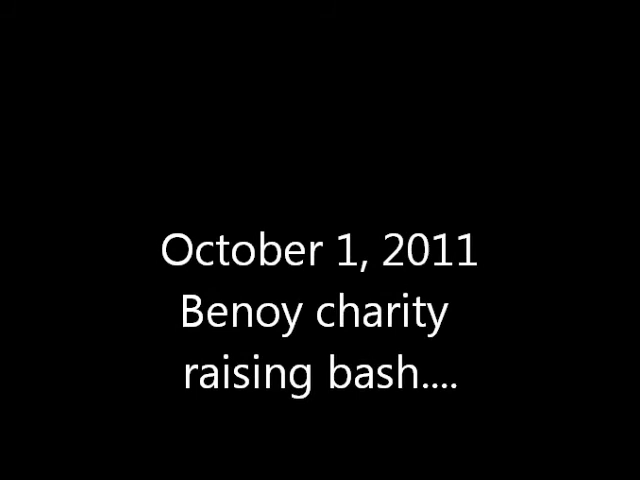 October 1, 2011
Benoy charity
raising bash....